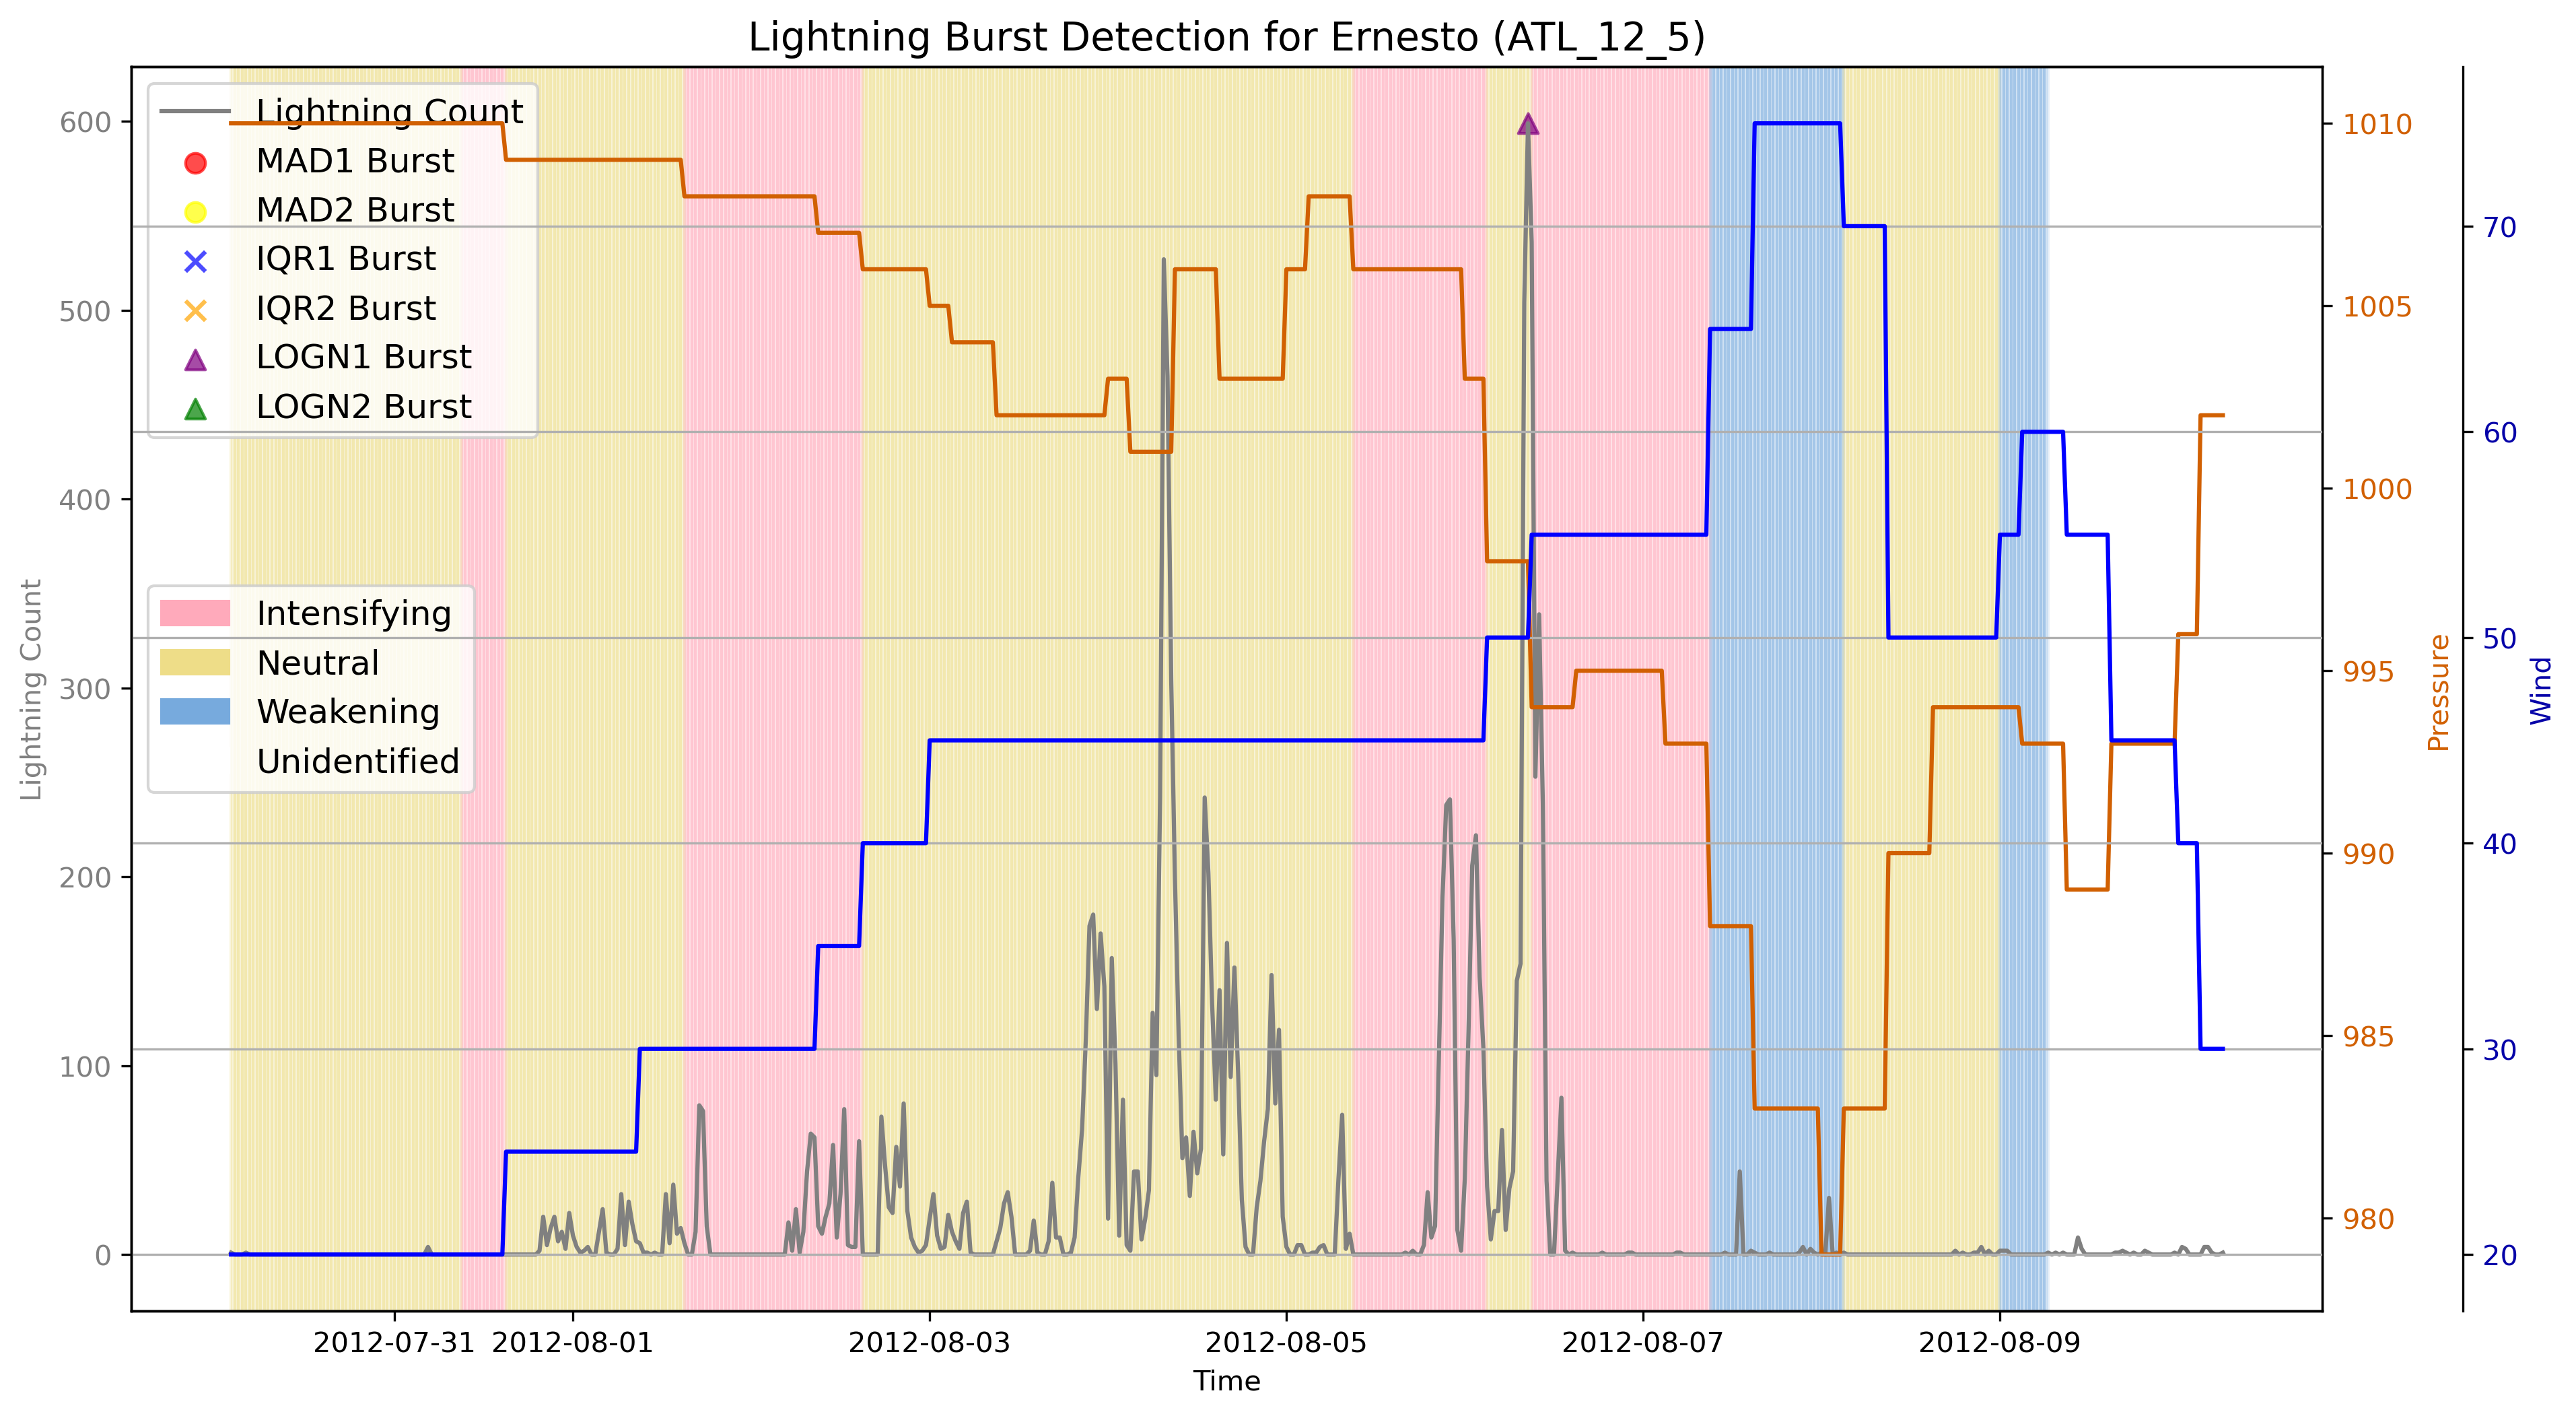 Lightning Burst Detection for Ernesto (ATL_12_5)
Lightning Count
MAD1 Burst
MAD2 Burst
IQR1 Burst
IQR2 Burst
LOGN1 Burst
LOGN2 Burst
Intensifying
Neutral
Weakening
Unidentified
600
500
400
300
200
100
0
Lightning Count
1010
1005
1000
995
990
985
980
Pressure
70
60
50
40
30
20
Wind
2012-07-31
2012-08-01
2012-08-03
2012-08-05
2012-08-07
2012-08-09
Time